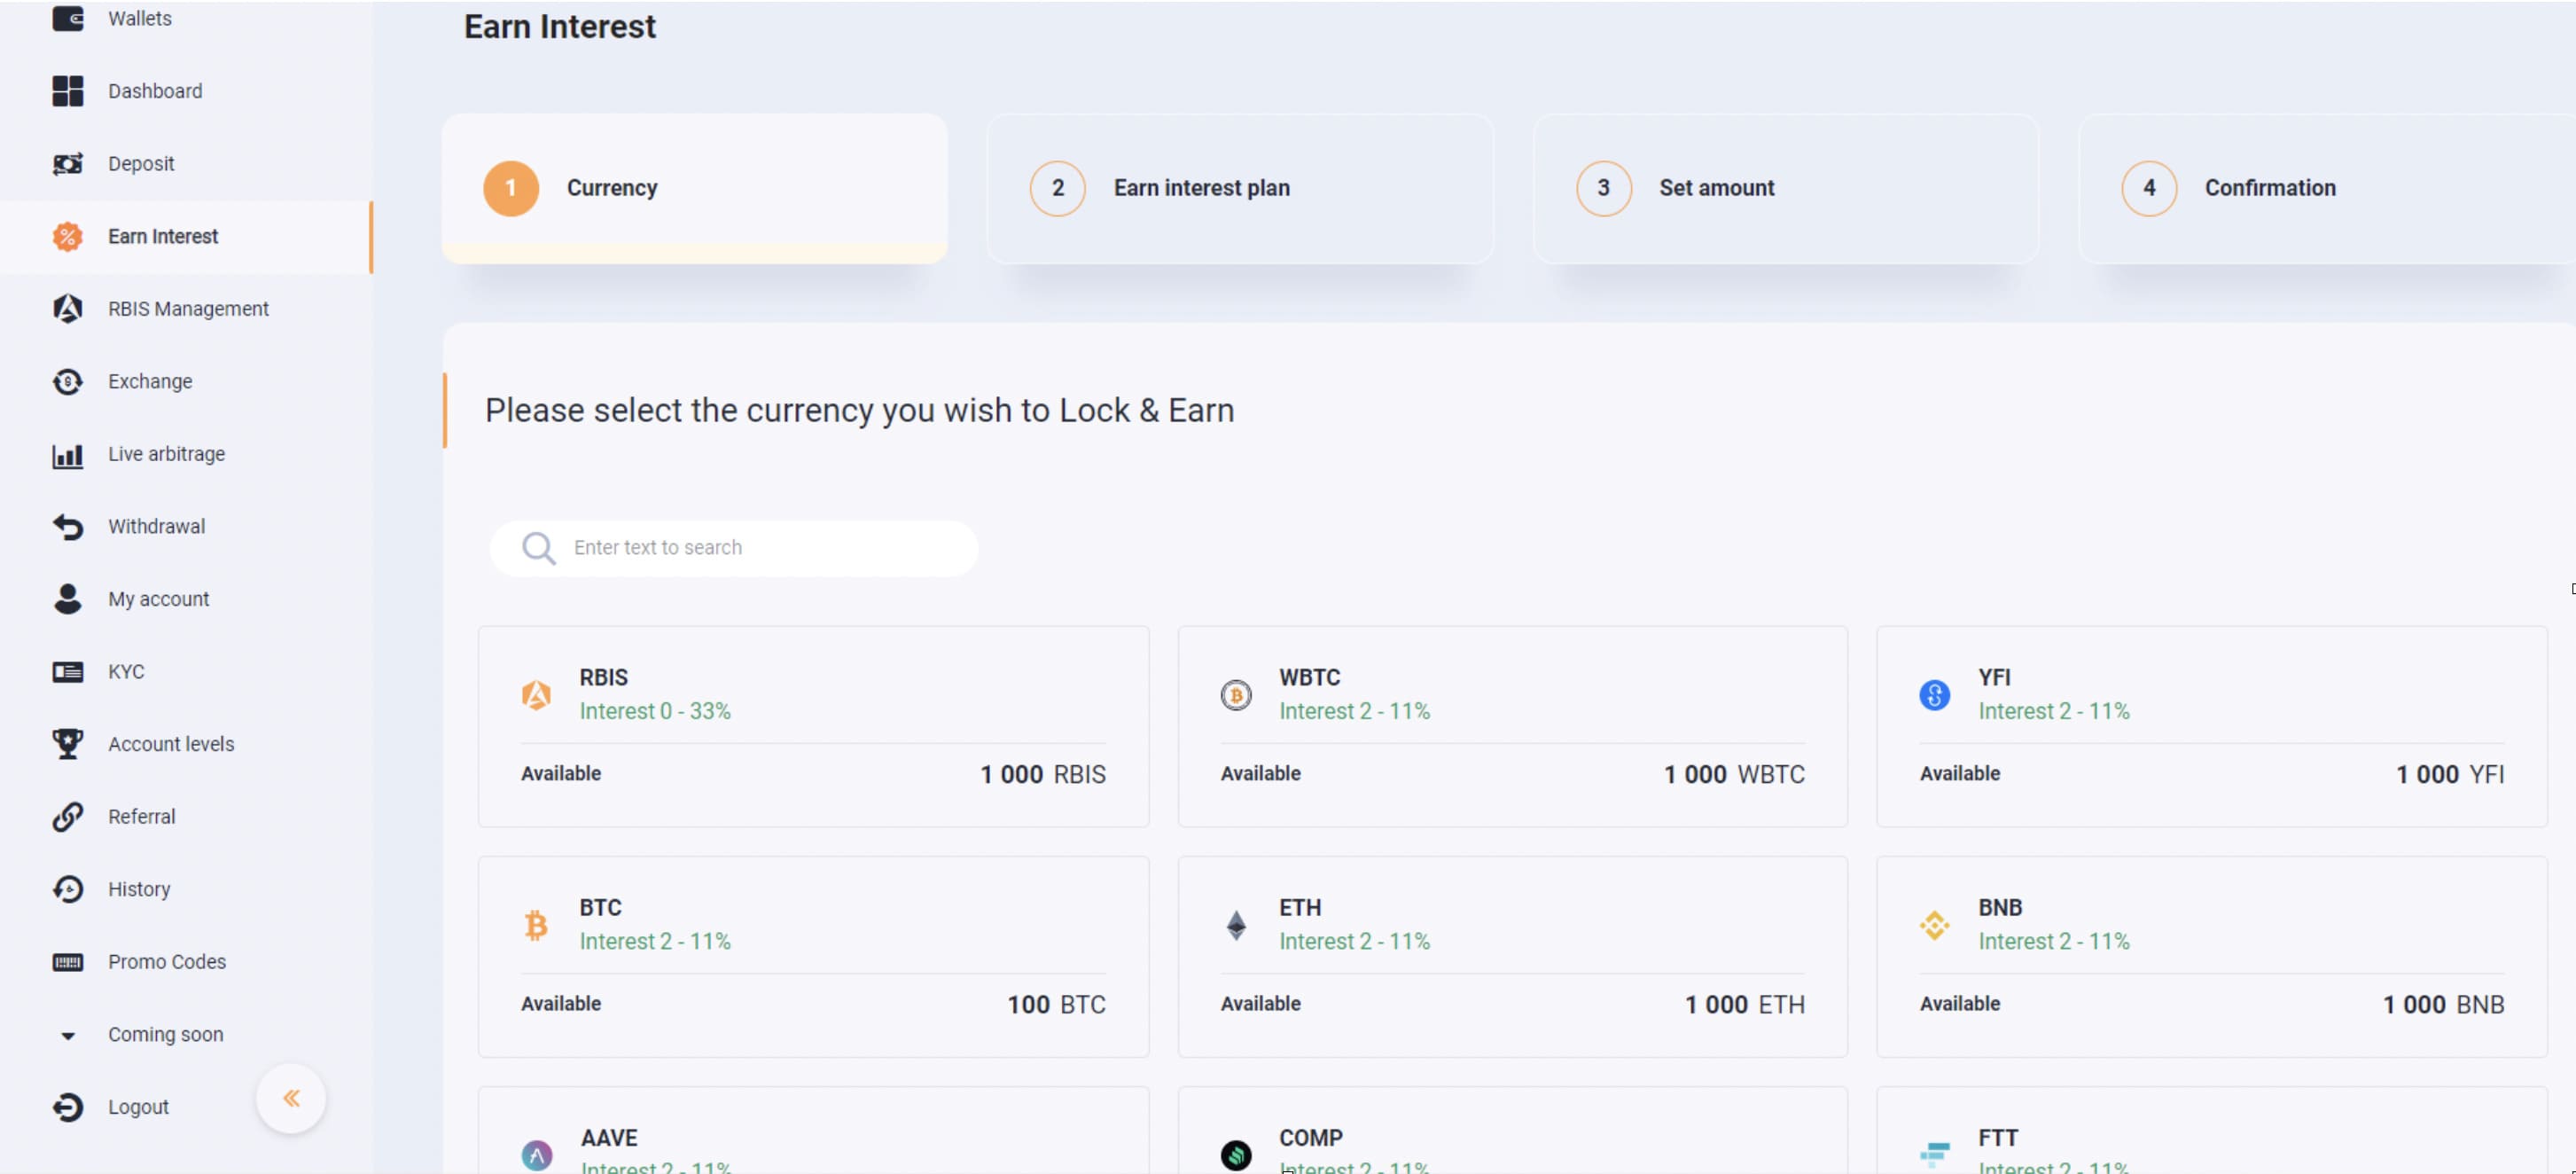 Wallets
Dashboard
Deposit
Earn Interest
RBIS Management
Exchange
Live arbitrage
Withdrawal
My account
KYC
Account levels
Referral
History
Promo Codes
Coming soon
Logout
Earn Interest
1 Currency
2 Earn interest plan
3 Set amount
4 Confirmation
Please select the currency you wish to Lock & Earn
Enter text to search
RBIS
Interest 0 - 33%
Available 1 000 RBIS
WBTC
Interest 2 - 11%
Available 1 000 WBTC
YFI
Interest 2 - 11%
Available 1 000 YFI
BTC
Interest 2 - 11%
Available 100 BTC
ETH
Interest 2 - 11%
Available 1 000 ETH
BNB
Interest 2 - 11%
Available 1 000 BNB
AAVE
Interest 2 - 11%
COMP
Interest 2 - 11%
FTT
Interest 2 - 11%